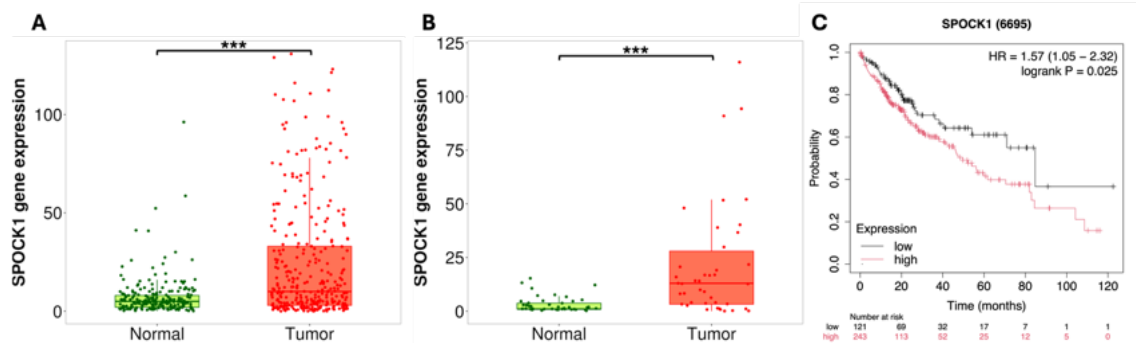 A
SPOCK1 gene expression
***
100
50
0
Normal
Tumor
B
SPOCK1 gene expression
***
125
100
75
50
25
0
Normal
Tumor
C
SPOCK1 (6695)
HR = 1.57 (1.05 − 2.32)
logrank P = 0.025
Probability
1.0
0.8
0.6
0.4
0.2
0.0
Expression
low
high
0 20 40 60 80 100 120
Time (months)
Number at risk
low 121 69 32 17 7 1 1
high 243 113 52 25 12 5 0